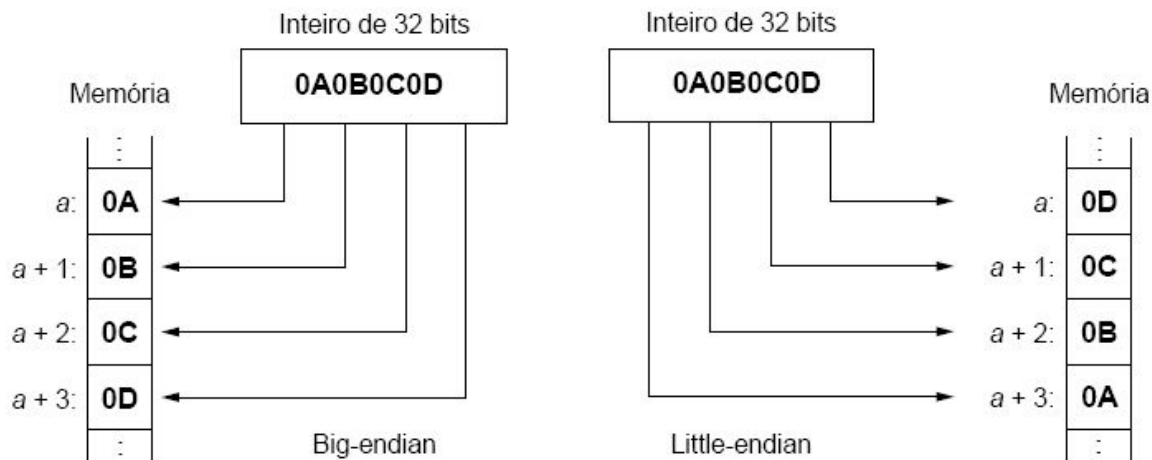 Inteiro de 32 bits
0A0B0C0D
Memória
⋮
a: 0A
a + 1: 0B
a + 2: 0C
a + 3: 0D
⋮
Big-endian
Inteiro de 32 bits
0A0B0C0D
Memória
⋮
a: 0D
a + 1: 0C
a + 2: 0B
a + 3: 0A
⋮
Little-endian